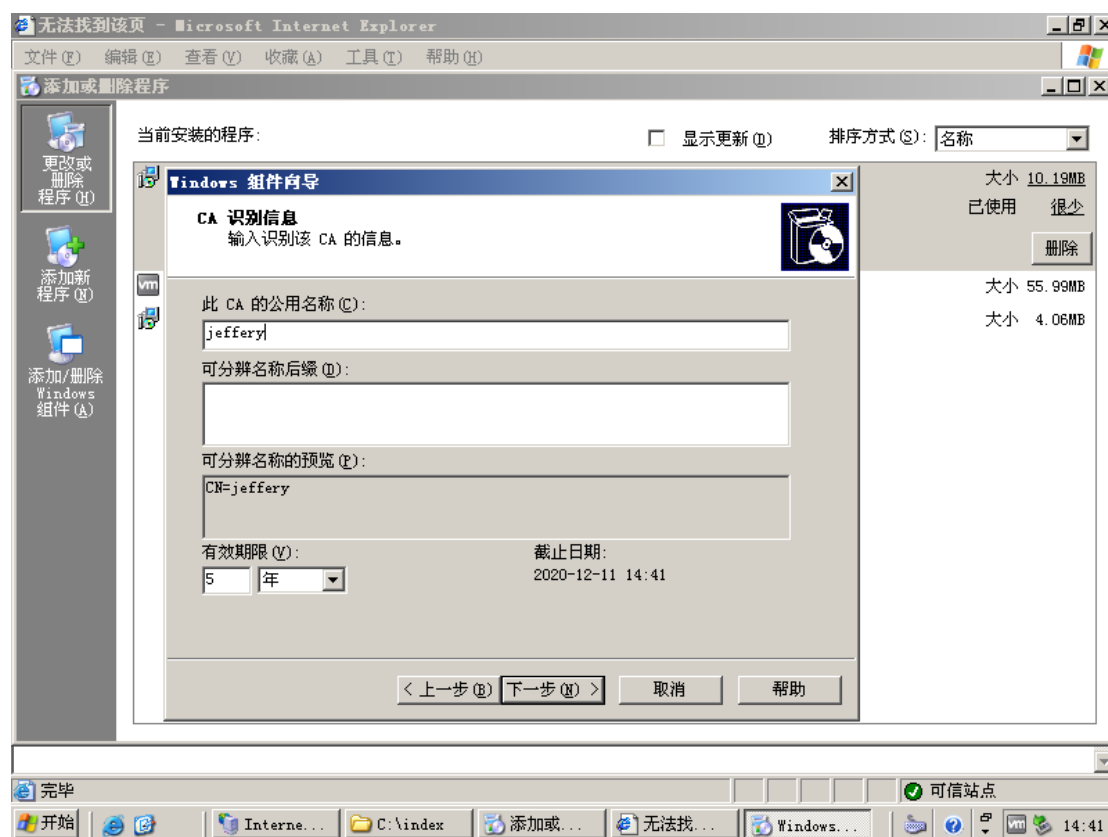 无法找到该页 - Microsoft Internet Explorer
文件(F) 编辑(E) 查看(V) 收藏(A) 工具(T) 帮助(H)
添加或删除程序
更改或
删除
程序(H)
添加新
程序(N)
添加/删除
Windows
组件(A)
当前安装的程序:
显示更新(D)
排序方式(S): 名称
大小 10.19MB
已使用 很少
删除
vm
大小 55.99MB
大小 4.06MB
Windows 组件向导
CA 识别信息
输入识别该 CA 的信息。
此 CA 的公用名称(C):
jeffery
可分辨名称后缀(D):
可分辨名称的预览(P):
CN=jeffery
有效期限(V):
5 年
截止日期:
2020-12-11 14:41
< 上一步(B) 下一步(N) > 取消 帮助
完毕
可信站点
开始 Interne... C:\index 添加或... 无法找... Windows... vm 14:41